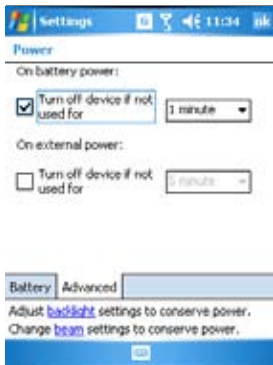 Settings 11:34 ok
Power
On battery power:
Turn off device if not
used for
1 minute
On external power:
Turn off device if not
used for
5 minute
Battery Advanced
Adjust backlight settings to conserve power.
Change beam settings to conserve power.